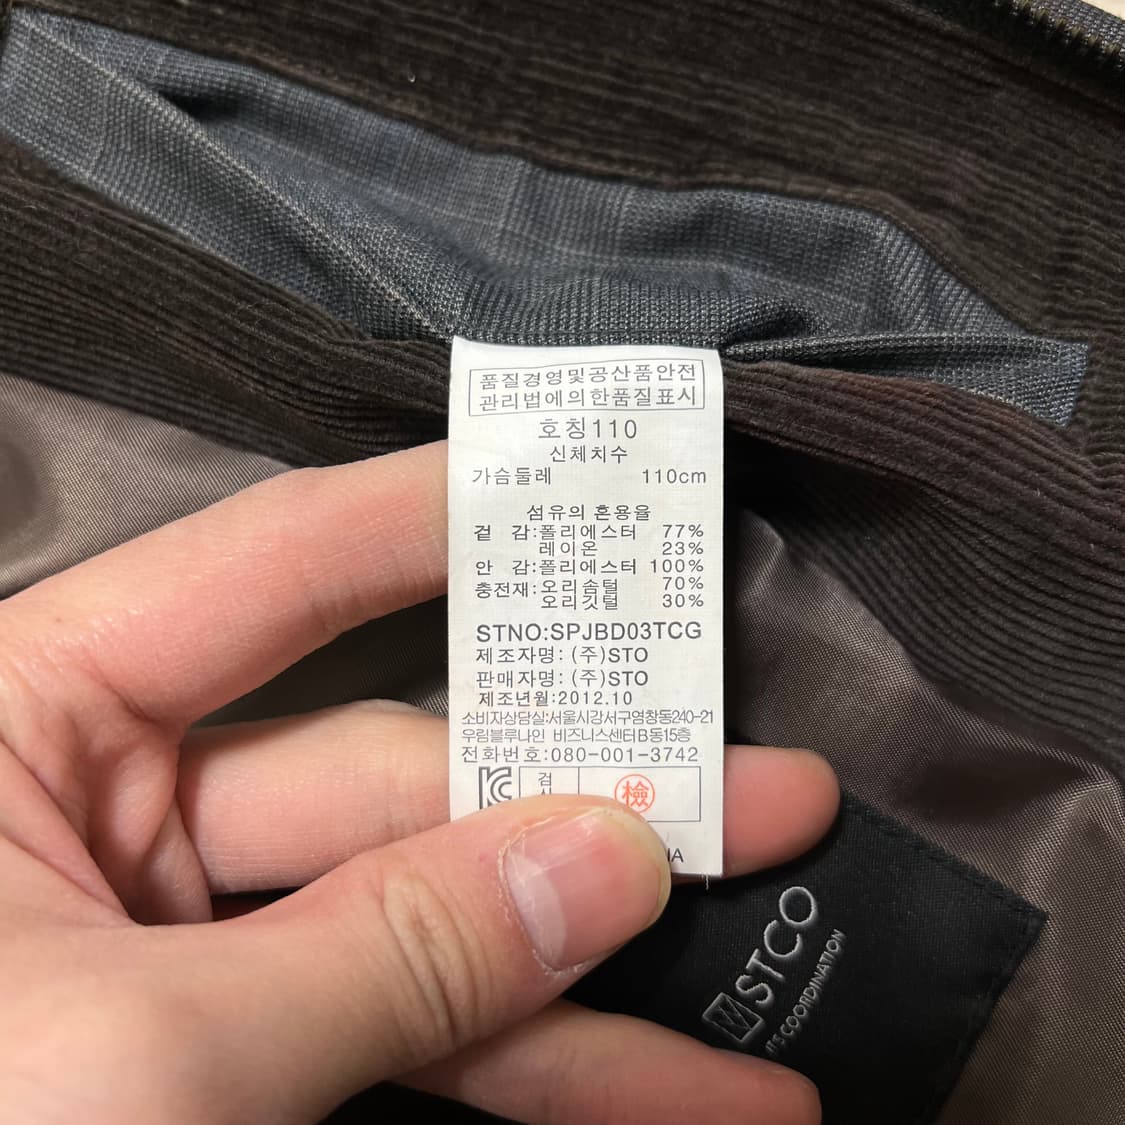 품질경영및공산품안전
관리법에의한품질표시
호칭110
신체치수
가슴둘레 110cm
섬유의 혼용율
겉 감:폴리에스터 77%
레이온 23%
안 감:폴리에스터 100%
충전재:오리솜털 70%
오리깃털 30%
STNO:SPJBD03TCG
제조자명: (주)STO
판매자명: (주)STO
제조년월:2012.10
소비자상담실:서울시강서구염창동240-21
우림블루나인 비즈니스센터B동15층
전화번호:080-001-3742
검
檢
STCO
COORDINATION